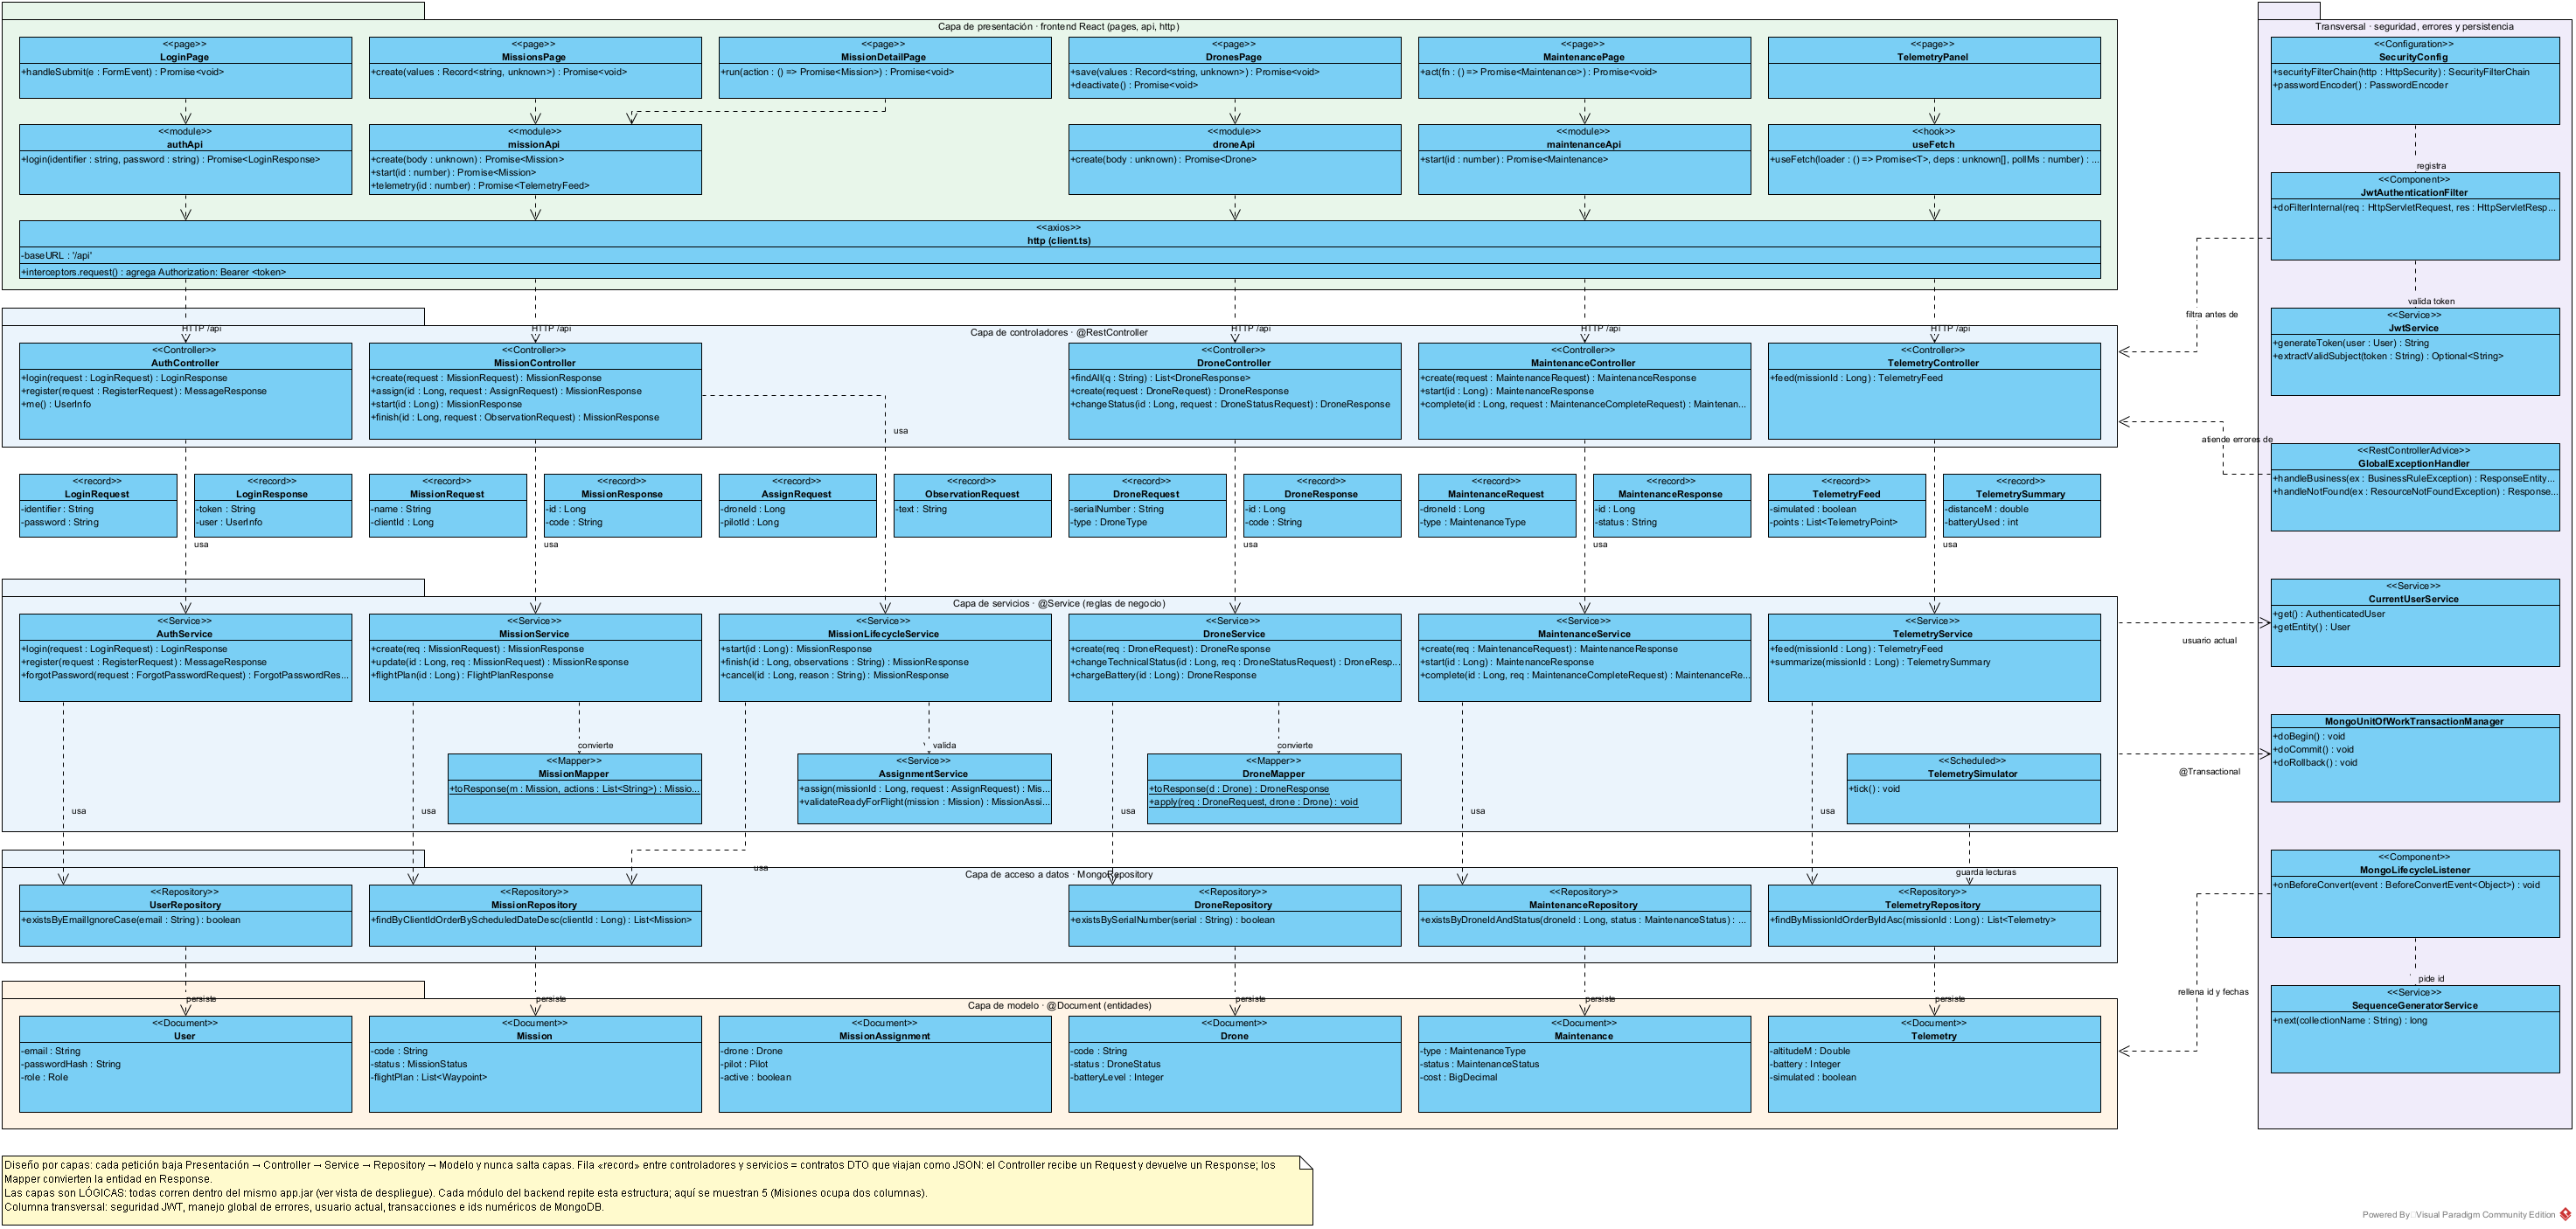 Capa de presentación · frontend React (pages, api, http)
<<page>>
LoginPage
+handleSubmit(e : FormEvent) : Promise<void>
<<page>>
MissionsPage
+create(values : Record<string, unknown>) : Promise<void>
<<page>>
MissionDetailPage
+run(action : () => Promise<Mission>) : Promise<void>
<<page>>
DronesPage
+save(values : Record<string, unknown>) : Promise<void>
+deactivate() : Promise<void>
<<page>>
MaintenancePage
+act(fn : () => Promise<Maintenance>) : Promise<void>
<<page>>
TelemetryPanel
<<module>>
authApi
+login(identifier : string, password : string) : Promise<LoginResponse>
<<module>>
missionApi
+create(body : unknown) : Promise<Mission>
+start(id : number) : Promise<Mission>
+telemetry(id : number) : Promise<TelemetryFeed>
<<module>>
droneApi
+create(body : unknown) : Promise<Drone>
<<module>>
maintenanceApi
+start(id : number) : Promise<Maintenance>
<<hook>>
useFetch
+useFetch(loader : () => Promise<T>, deps : unknown[], pollMs : number) : ...
<<axios>>
http (client.ts)
-baseURL : '/api'
+interceptors.request() : agrega Authorization: Bearer <token>
HTTP /api
HTTP /api
HTTP /api
HTTP /api
HTTP /api
Capa de controladores · @RestController
<<Controller>>
AuthController
+login(request : LoginRequest) : LoginResponse
+register(request : RegisterRequest) : MessageResponse
+me() : UserInfo
<<Controller>>
MissionController
+create(request : MissionRequest) : MissionResponse
+assign(id : Long, request : AssignRequest) : MissionResponse
+start(id : Long) : MissionResponse
+finish(id : Long, request : ObservationRequest) : MissionResponse
<<Controller>>
DroneController
+findAll(q : String) : List<DroneResponse>
+create(request : DroneRequest) : DroneResponse
+changeStatus(id : Long, request : DroneStatusRequest) : DroneResponse
<<Controller>>
MaintenanceController
+create(request : MaintenanceRequest) : MaintenanceResponse
+start(id : Long) : MaintenanceResponse
+complete(id : Long, request : MaintenanceCompleteRequest) : Maintenan...
<<Controller>>
TelemetryController
+feed(missionId : Long) : TelemetryFeed
usa
<<record>>
LoginRequest
-identifier : String
-password : String
<<record>>
LoginResponse
-token : String
-user : UserInfo
<<record>>
MissionRequest
-name : String
-clientId : Long
<<record>>
MissionResponse
-id : Long
-code : String
<<record>>
AssignRequest
-droneId : Long
-pilotId : Long
<<record>>
ObservationRequest
-text : String
<<record>>
DroneRequest
-serialNumber : String
-type : DroneType
<<record>>
DroneResponse
-id : Long
-code : String
<<record>>
MaintenanceRequest
-droneId : Long
-type : MaintenanceType
<<record>>
MaintenanceResponse
-id : Long
-status : String
<<record>>
TelemetryFeed
-simulated : boolean
-points : List<TelemetryPoint>
<<record>>
TelemetrySummary
-distanceM : double
-batteryUsed : int
usa
usa
usa
usa
usa
Capa de servicios · @Service (reglas de negocio)
<<Service>>
AuthService
+login(request : LoginRequest) : LoginResponse
+register(request : RegisterRequest) : MessageResponse
+forgotPassword(request : ForgotPasswordRequest) : ForgotPasswordRes...
<<Service>>
MissionService
+create(req : MissionRequest) : MissionResponse
+update(id : Long, req : MissionRequest) : MissionResponse
+flightPlan(id : Long) : FlightPlanResponse
<<Service>>
MissionLifecycleService
+start(id : Long) : MissionResponse
+finish(id : Long, observations : String) : MissionResponse
+cancel(id : Long, reason : String) : MissionResponse
<<Service>>
DroneService
+create(req : DroneRequest) : DroneResponse
+changeTechnicalStatus(id : Long, req : DroneStatusRequest) : DroneResp...
+chargeBattery(id : Long) : DroneResponse
<<Service>>
MaintenanceService
+create(req : MaintenanceRequest) : MaintenanceResponse
+start(id : Long) : MaintenanceResponse
+complete(id : Long, req : MaintenanceCompleteRequest) : MaintenanceRe...
<<Service>>
TelemetryService
+feed(missionId : Long) : TelemetryFeed
+summarize(missionId : Long) : TelemetrySummary
convierte
valida
convierte
<<Mapper>>
MissionMapper
+toResponse(m : Mission, actions : List<String>) : Missio...
<<Service>>
AssignmentService
+assign(missionId : Long, request : AssignRequest) : Mis...
+validateReadyForFlight(mission : Mission) : MissionAssi...
<<Mapper>>
DroneMapper
+toResponse(d : Drone) : DroneResponse
+apply(req : DroneRequest, drone : Drone) : void
<<Scheduled>>
TelemetrySimulator
+tick() : void
usa
usa
usa
usa
usa
usa
guarda lecturas
Capa de acceso a datos · MongoRepository
<<Repository>>
UserRepository
+existsByEmailIgnoreCase(email : String) : boolean
<<Repository>>
MissionRepository
+findByClientIdOrderByScheduledDateDesc(clientId : Long) : List<Mission>
<<Repository>>
DroneRepository
+existsBySerialNumber(serial : String) : boolean
<<Repository>>
MaintenanceRepository
+existsByDroneIdAndStatus(droneId : Long, status : MaintenanceStatus) : ...
<<Repository>>
TelemetryRepository
+findByMissionIdOrderByIdAsc(missionId : Long) : List<Telemetry>
persiste
persiste
persiste
persiste
persiste
Capa de modelo · @Document (entidades)
<<Document>>
User
-email : String
-passwordHash : String
-role : Role
<<Document>>
Mission
-code : String
-status : MissionStatus
-flightPlan : List<Waypoint>
<<Document>>
MissionAssignment
-drone : Drone
-pilot : Pilot
-active : boolean
<<Document>>
Drone
-code : String
-status : DroneStatus
-batteryLevel : Integer
<<Document>>
Maintenance
-type : MaintenanceType
-status : MaintenanceStatus
-cost : BigDecimal
<<Document>>
Telemetry
-altitudeM : Double
-battery : Integer
-simulated : boolean
Transversal · seguridad, errores y persistencia
<<Configuration>>
SecurityConfig
+securityFilterChain(http : HttpSecurity) : SecurityFilterChain
+passwordEncoder() : PasswordEncoder
registra
<<Component>>
JwtAuthenticationFilter
+doFilterInternal(req : HttpServletRequest, res : HttpServletResp...
valida token
filtra antes de
<<Service>>
JwtService
+generateToken(user : User) : String
+extractValidSubject(token : String) : Optional<String>
atiende errores de
<<RestControllerAdvice>>
GlobalExceptionHandler
+handleBusiness(ex : BusinessRuleException) : ResponseEntity...
+handleNotFound(ex : ResourceNotFoundException) : Response...
<<Service>>
CurrentUserService
+get() : AuthenticatedUser
+getEntity() : User
usuario actual
MongoUnitOfWorkTransactionManager
+doBegin() : void
+doCommit() : void
+doRollback() : void
@Transactional
<<Component>>
MongoLifecycleListener
+onBeforeConvert(event : BeforeConvertEvent<Object>) : void
pide id
rellena id y fechas
<<Service>>
SequenceGeneratorService
+next(collectionName : String) : long
Diseño por capas: cada petición baja Presentación → Controller → Service → Repository → Modelo y nunca salta capas. Fila «record» entre controladores y servicios = contratos DTO que viajan como JSON: el Controller recibe un Request y devuelve un Response; los
Mapper convierten la entidad en Response.
Las capas son LÓGICAS: todas corren dentro del mismo app.jar (ver vista de despliegue). Cada módulo del backend repite esta estructura; aquí se muestran 5 (Misiones ocupa dos columnas).
Columna transversal: seguridad JWT, manejo global de errores, usuario actual, transacciones e ids numéricos de MongoDB.
Powered By Visual Paradigm Community Edition